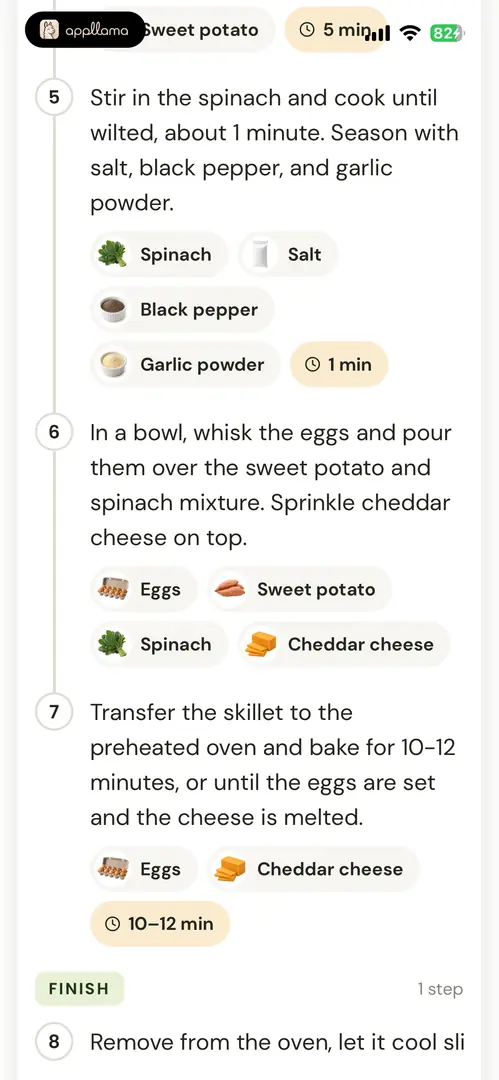 appllama
Sweet potato
5 min
82
5
Stir in the spinach and cook until
wilted, about 1 minute. Season with
salt, black pepper, and garlic
powder.
Spinach
Salt
Black pepper
Garlic powder
1 min
6
In a bowl, whisk the eggs and pour
them over the sweet potato and
spinach mixture. Sprinkle cheddar
cheese on top.
Eggs
Sweet potato
Spinach
Cheddar cheese
7
Transfer the skillet to the
preheated oven and bake for 10–12
minutes, or until the eggs are set
and the cheese is melted.
Eggs
Cheddar cheese
10–12 min
FINISH
1 step
8
Remove from the oven, let it cool sli